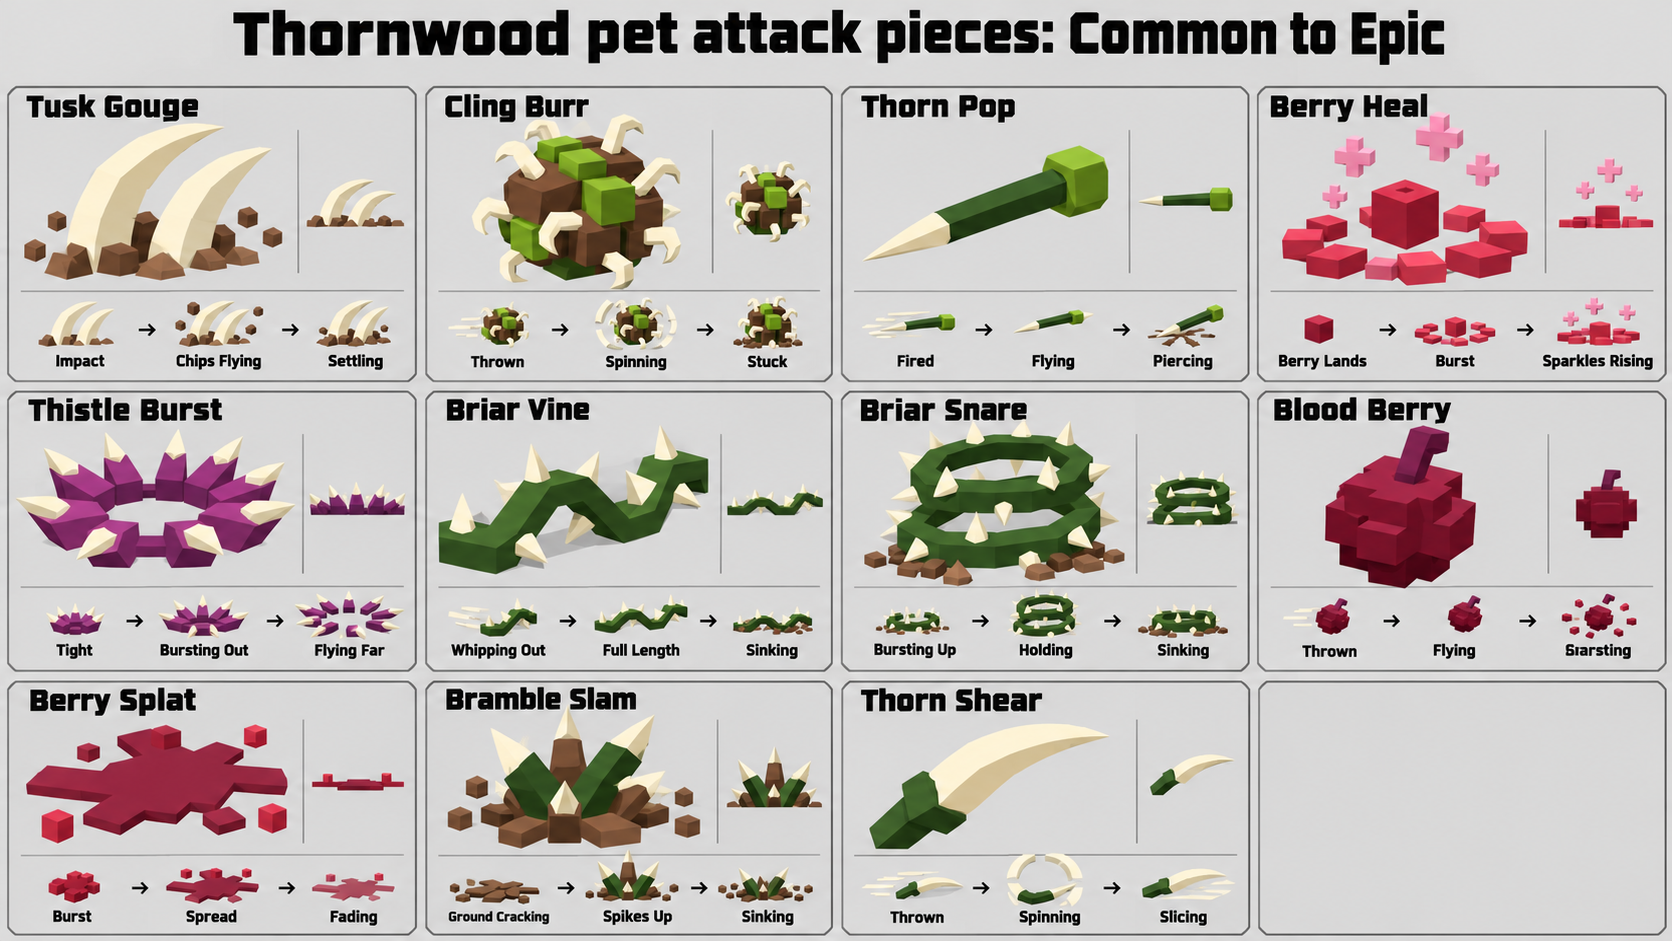 Thornwood pet attack pieces: Common to Epic
Tusk Gouge
Impact
Chips Flying
Settling
Cling Burr
Thrown
Spinning
Stuck
Thorn Pop
Fired
Flying
Piercing
Berry Heal
Berry Lands
Burst
Sparkles Rising
Thistle Burst
Tight
Bursting Out
Flying Far
Briar Vine
Whipping Out
Full Length
Sinking
Briar Snare
Bursting Up
Holding
Sinking
Blood Berry
Thrown
Flying
Berry Splat
Burst
Spread
Fading
Bramble Slam
Ground Cracking
Spikes Up
Sinking
Thorn Shear
Thrown
Spinning
Slicing